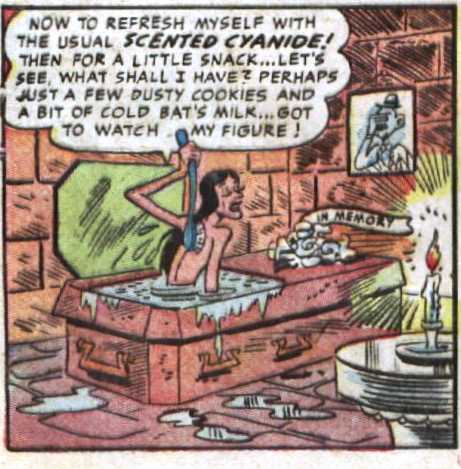 NOW TO REFRESH MYSELF WITH
THE USUAL SCENTED CYANIDE!
THEN FOR A LITTLE SNACK...LET'S
SEE, WHAT SHALL I HAVE? PERHAPS
JUST A FEW DUSTY COOKIES AND
A BIT OF COLD BAT'S MILK...GOT
TO WATCH . MY FIGURE!
IN MEMORY